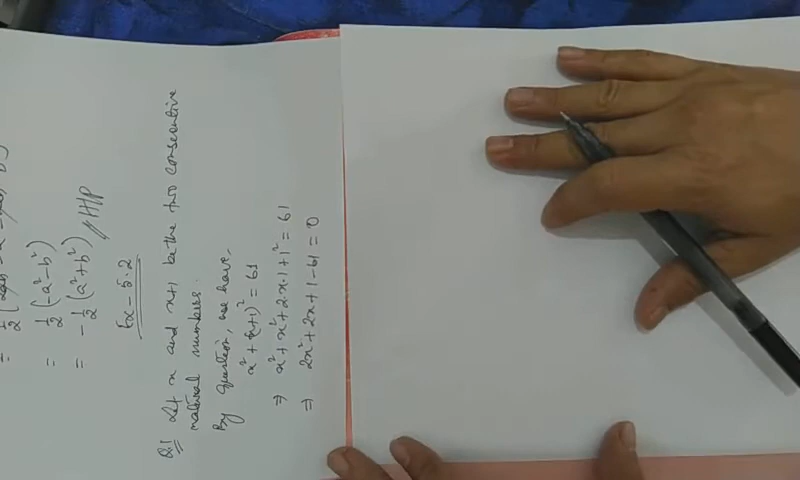 = 1/2 (-a² - b²)
= -1/2 (a² + b²) // H/P
Ex - 5.2
Q.1 Let x and x+1 be the two consecutive
natural numbers.
By question, we have,
x² + (x+1)² = 61
⇒ x² + x² + 2·x·1 + 1² = 61
⇒ 2x² + 2x + 1 - 61 = 0